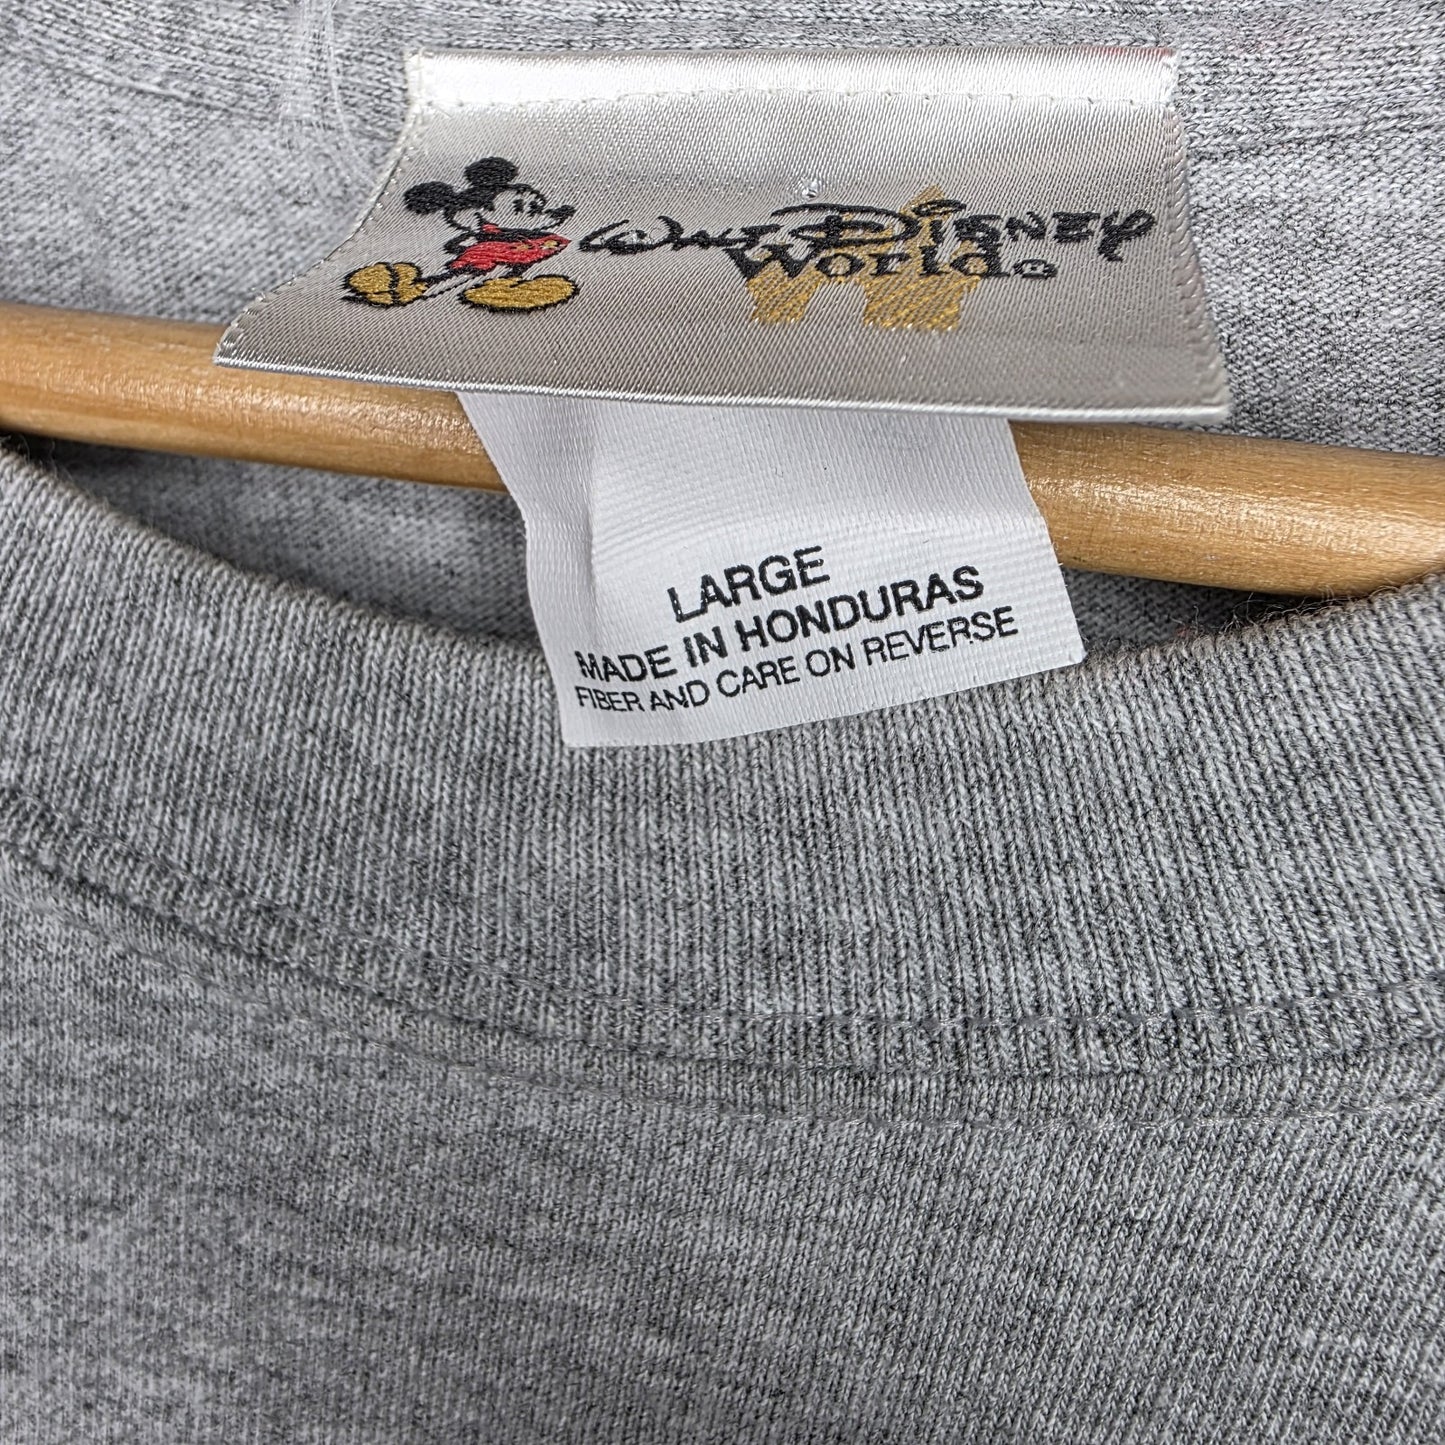 Walt Disney
World®
LARGE
MADE IN HONDURAS
FIBER AND CARE ON REVERSE